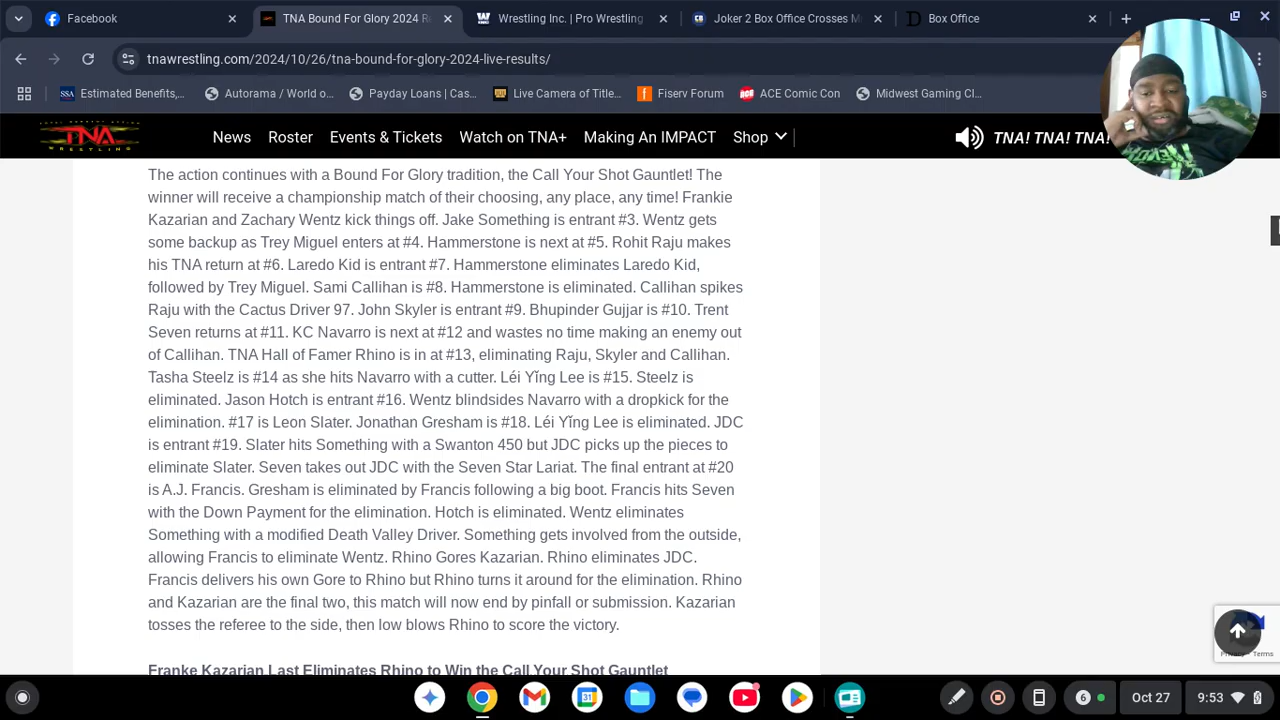 Facebook
TNA Bound For Glory 2024 R
Wrestling Inc. | Pro Wrestling
Joker 2 Box Office Crosses M
Box Office
tnawrestling.com/2024/10/26/tna-bound-for-glory-2024-live-results/
Estimated Benefits,...
Autorama / World o...
Payday Loans | Cas...
Live Camera of Title...
Fiserv Forum
ACE Comic Con
Midwest Gaming Cl...
TNA
WRESTLING
News
Roster
Events & Tickets
Watch on TNA+
Making An IMPACT
Shop
TNA! TNA! TNA!
The action continues with a Bound For Glory tradition, the Call Your Shot Gauntlet! The
winner will receive a championship match of their choosing, any place, any time! Frankie
Kazarian and Zachary Wentz kick things off. Jake Something is entrant #3. Wentz gets
some backup as Trey Miguel enters at #4. Hammerstone is next at #5. Rohit Raju makes
his TNA return at #6. Laredo Kid is entrant #7. Hammerstone eliminates Laredo Kid,
followed by Trey Miguel. Sami Callihan is #8. Hammerstone is eliminated. Callihan spikes
Raju with the Cactus Driver 97. John Skyler is entrant #9. Bhupinder Gujjar is #10. Trent
Seven returns at #11. KC Navarro is next at #12 and wastes no time making an enemy out
of Callihan. TNA Hall of Famer Rhino is in at #13, eliminating Raju, Skyler and Callihan.
Tasha Steelz is #14 as she hits Navarro with a cutter. Léi Yǐng Lee is #15. Steelz is
eliminated. Jason Hotch is entrant #16. Wentz blindsides Navarro with a dropkick for the
elimination. #17 is Leon Slater. Jonathan Gresham is #18. Léi Yǐng Lee is eliminated. JDC
is entrant #19. Slater hits Something with a Swanton 450 but JDC picks up the pieces to
eliminate Slater. Seven takes out JDC with the Seven Star Lariat. The final entrant at #20
is A.J. Francis. Gresham is eliminated by Francis following a big boot. Francis hits Seven
with the Down Payment for the elimination. Hotch is eliminated. Wentz eliminates
Something with a modified Death Valley Driver. Something gets involved from the outside,
allowing Francis to eliminate Wentz. Rhino Gores Kazarian. Rhino eliminates JDC.
Francis delivers his own Gore to Rhino but Rhino turns it around for the elimination. Rhino
and Kazarian are the final two, this match will now end by pinfall or submission. Kazarian
tosses the referee to the side, then low blows Rhino to score the victory.
Franke Kazarian Last Eliminates Rhino to Win the Call Your Shot Gauntlet
Privacy - Terms
6
Oct 27
9:53